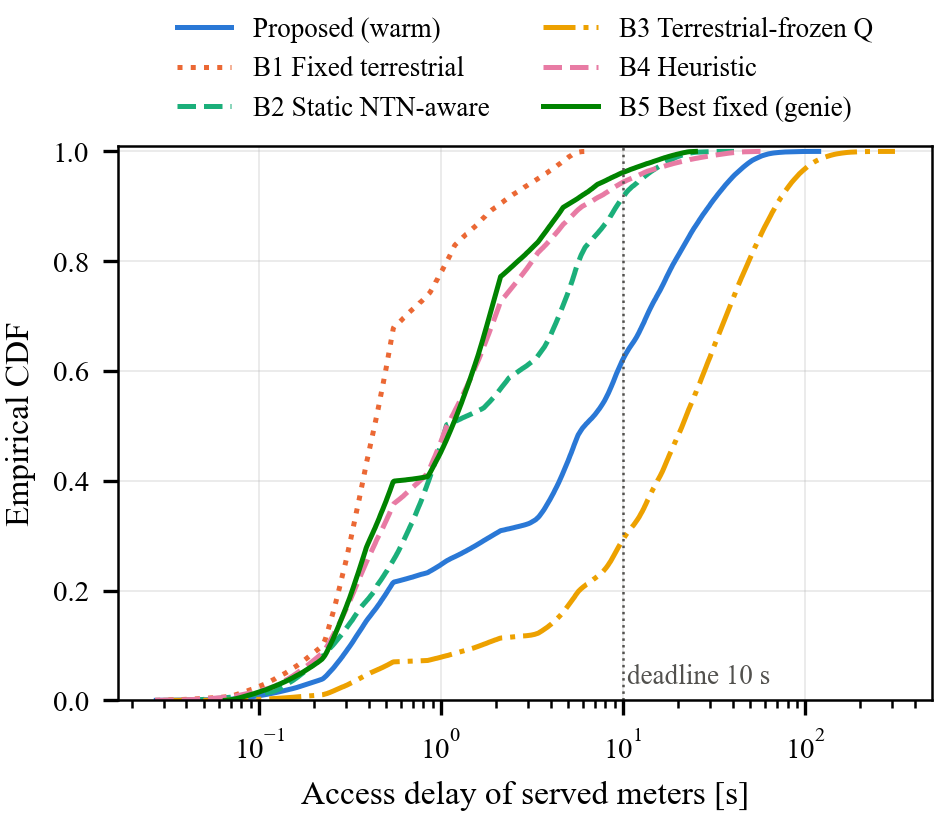 Proposed (warm)
B1 Fixed terrestrial
B2 Static NTN-aware
B3 Terrestrial-frozen Q
B4 Heuristic
B5 Best fixed (genie)
1.0
0.8
0.6
0.4
0.2
0.0
Empirical CDF
deadline 10 s
10⁻¹
10⁰
10¹
10²
Access delay of served meters [s]